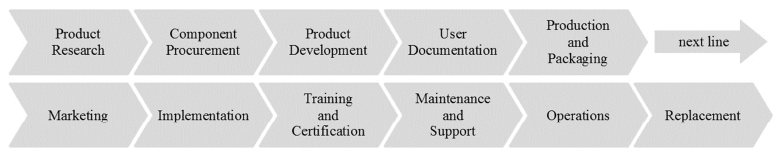 Product
Research
Component
Procurement
Product
Development
User
Documentation
Production
and
Packaging
next line
Marketing
Implementation
Training
and
Certification
Maintenance
and
Support
Operations
Replacement